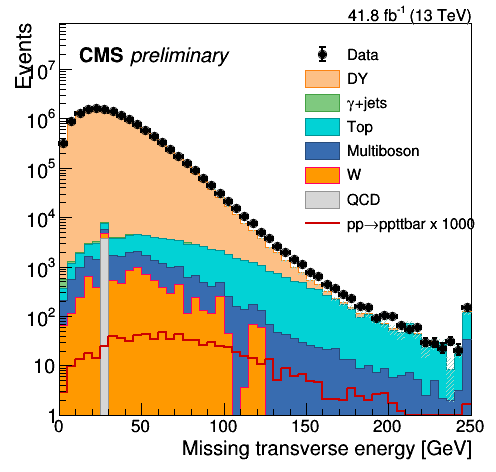 41.8 fb⁻¹ (13 TeV)
Events
CMS preliminary
Data
DY
γ+jets
Top
Multiboson
W
QCD
pp→ppttbar x 1000
10⁷
10⁶
10⁵
10⁴
10³
10²
10
1
0 50 100 150 200 250
Missing transverse energy [GeV]